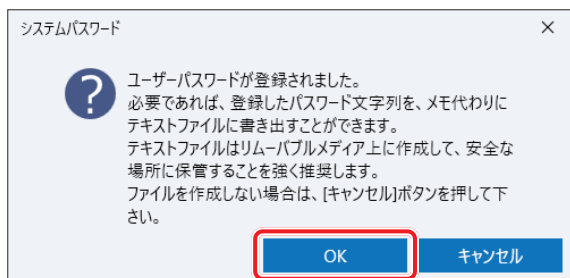 システムパスワード
×
?
ユーザーパスワードが登録されました。
必要であれば、登録したパスワード文字列を、メモ代わりに
テキストファイルに書き出すことができます。
テキストファイルはリムーバブルメディア上に作成して、安全な
場所に保管することを強く推奨します。
ファイルを作成しない場合は、[キャンセル]ボタンを押して下
さい。
OK
キャンセル